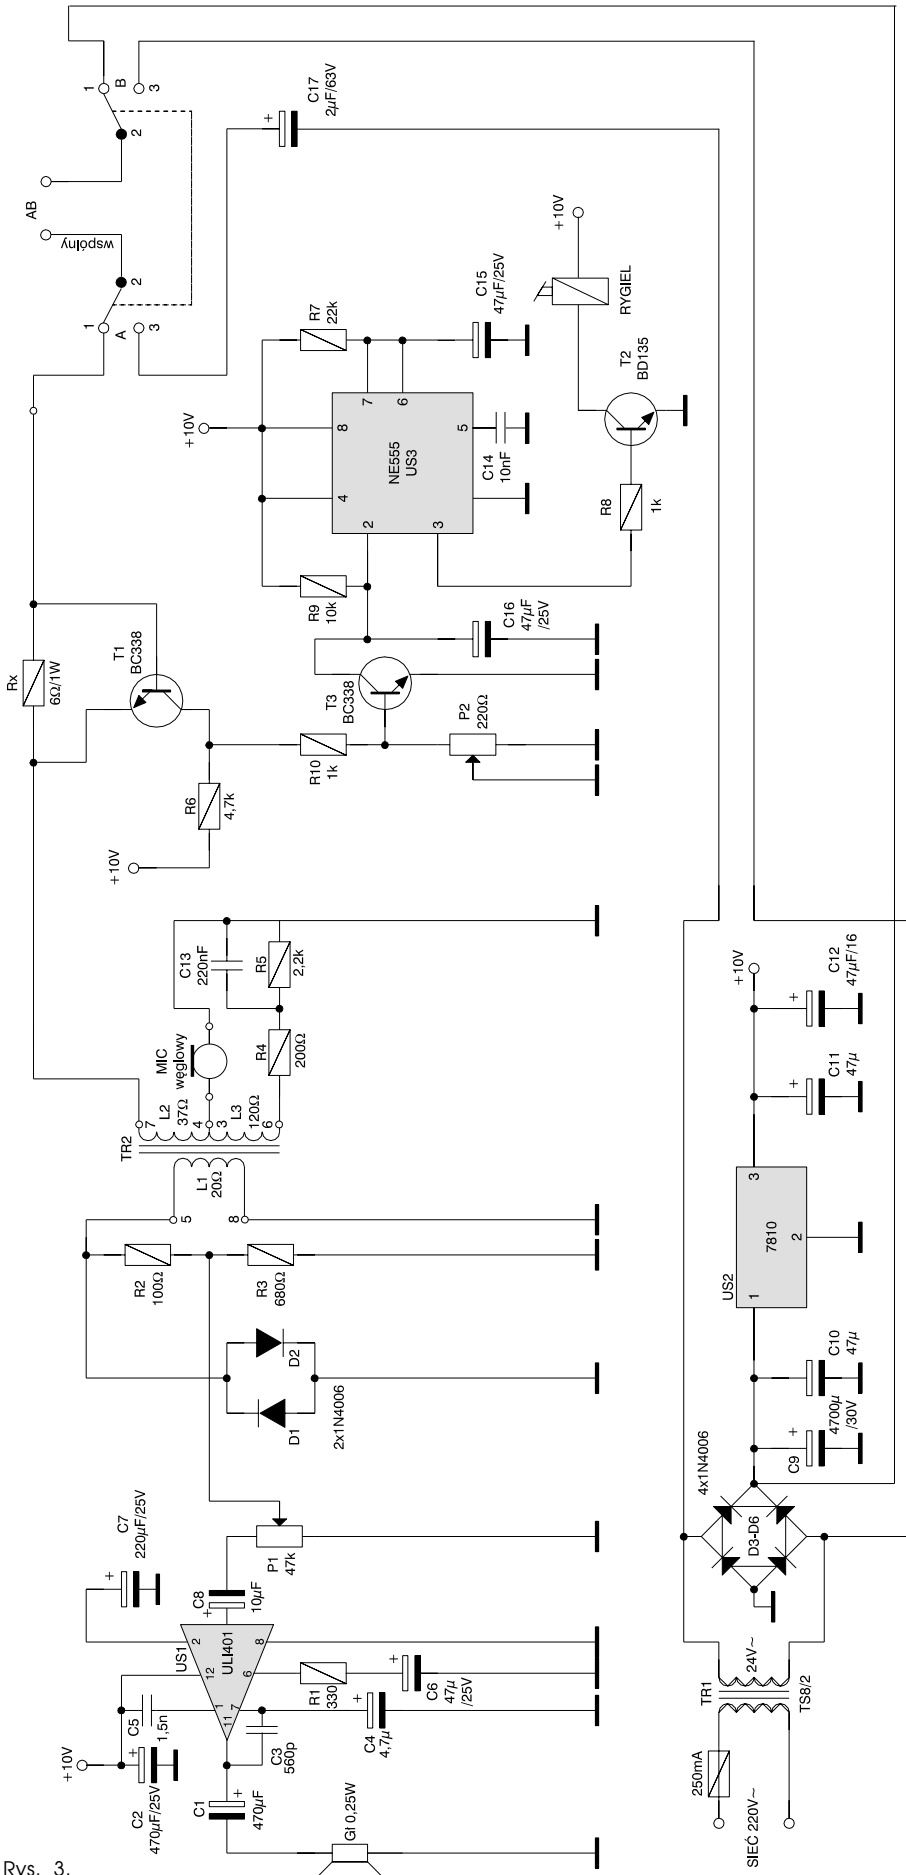 1
B
3
2
AB
wspólny
2
1
A
3
+
C17
2µF/63V
Rx
6Ω/1W
T1
BC338
R6
4,7k
+10V
R10
1k
T3
BC338
P2
220Ω
C16
47µF
/25V
R9
10k
+10V
R7
22k
4
8
7
6
2
3
5
NE555
US3
C14
10nF
C15
47µF/25V
R8
1k
T2
BD135
RYGIEL
+10V
TR2
7
L2
37Ω
4
3
L3
120Ω
6
L1
20Ω
5
8
MIC
węglowy
C13
220nF
R5
2,2k
R4
200Ω
R2
100Ω
R3
680Ω
D1
D2
2x1N4006
P1
47k
C8
+
10µF
C7
220µF/25V
+
US1
ULI401
2
12
1
11
7
6
8
R1
330
C6
+
47µ
/25V
C5
1,5n
C3
560p
C4
+
4,7µ
+10V
C2
+
470µF/25V
C1
+
470µF
Gł 0,25W
+10V
C12
+
47µF/16
C11
+
47µ
US2
7810
1
2
3
C10
47µ
C9
+
4700µ
/30V
4x1N4006
D3-D6
TR1
24V~
TS8/2
250mA
SIEĆ 220V~
Rys. 3.